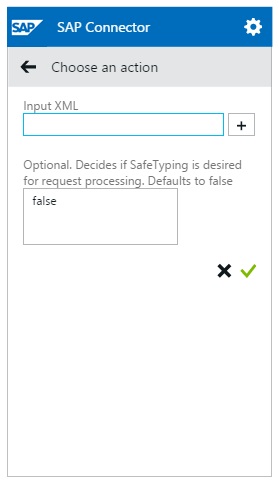 SAP SAP Connector
Choose an action
Input XML
+
Optional. Decides if SafeTyping is desired
for request processing. Defaults to false
false